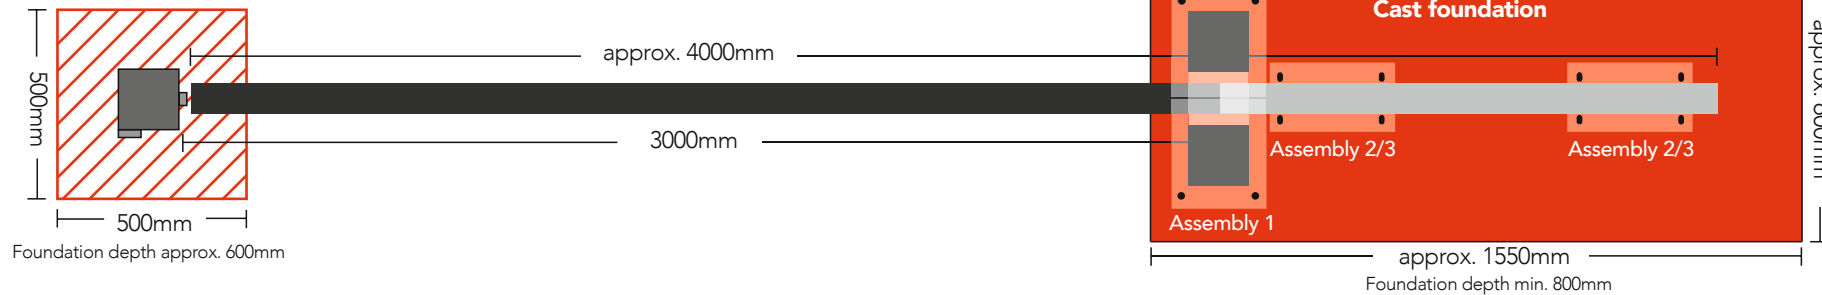 Cast foundation
approx. 4000mm
500mm
3000mm
Assembly 2/3
Assembly 2/3
500mm
Assembly 1
Foundation depth approx. 600mm
approx. 1550mm
Foundation depth min. 800mm